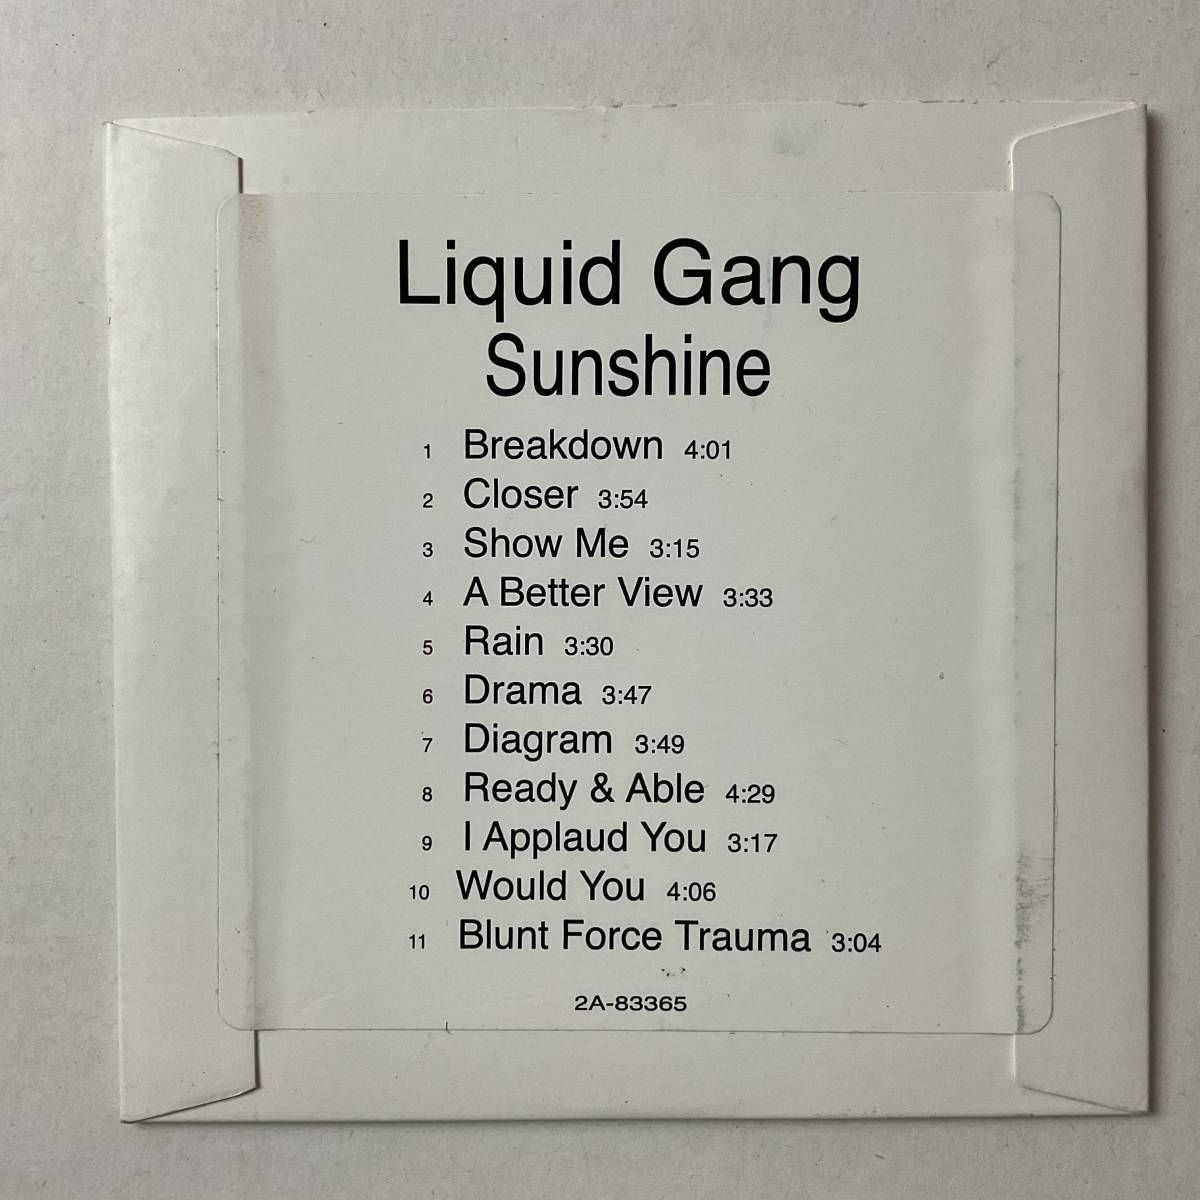 Liquid Gang
Sunshine
1 Breakdown 4:01
2 Closer 3:54
3 Show Me 3:15
4 A Better View 3:33
5 Rain 3:30
6 Drama 3:47
7 Diagram 3:49
8 Ready & Able 4:29
9 I Applaud You 3:17
10 Would You 4:06
11 Blunt Force Trauma 3:04
2A-83365